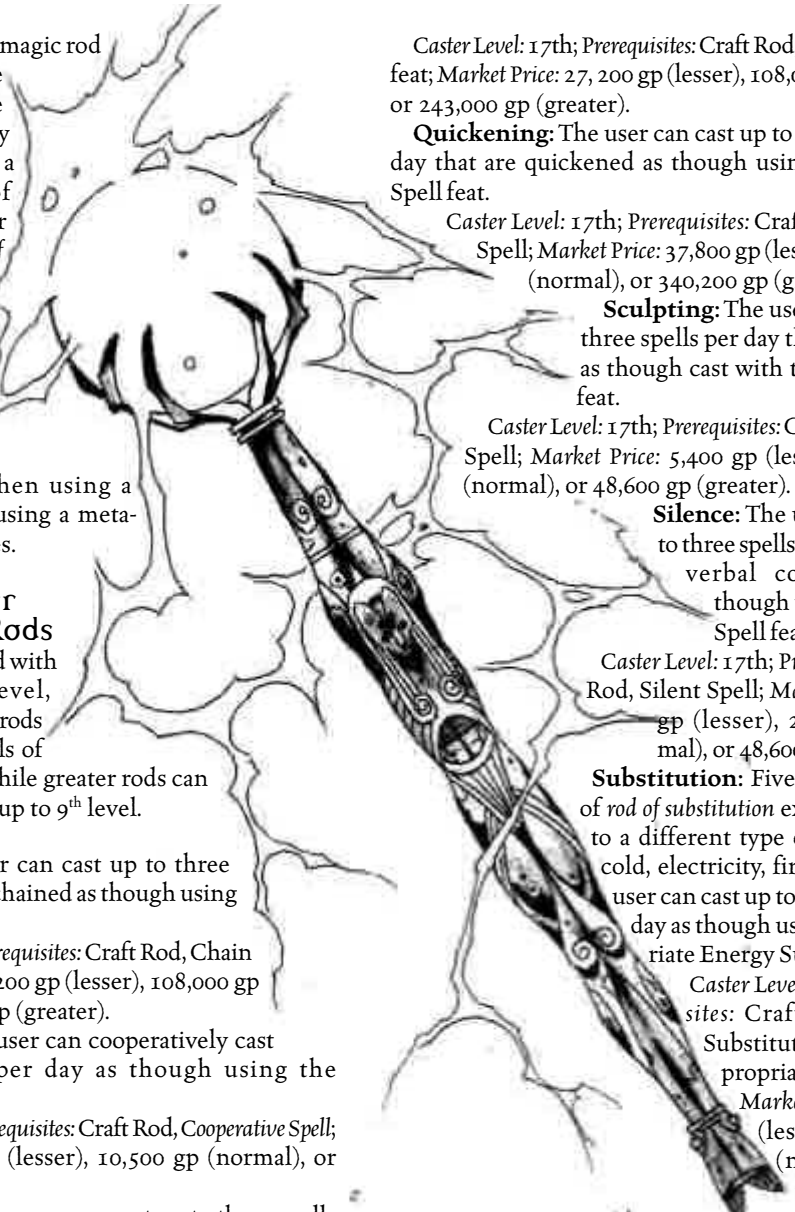 magic rod
y
a
of
r
f
hen using a
using a meta-
es.
r
Rods
d with
evel,
rods
ls of
hile greater rods can
up to 9th level.
r can cast up to three
chained as though using
requisites: Craft Rod, Chain
200 gp (lesser), 108,000 gp
p (greater).
user can cooperatively cast
per day as though using the
equisites: Craft Rod, Cooperative Spell;
(lesser), 10,500 gp (normal), or
Caster Level: 17th; Prerequisites: Craft Rod,
feat; Market Price: 27, 200 gp (lesser), 108,0
or 243,000 gp (greater).
Quickening: The user can cast up to
day that are quickened as though usin
Spell feat.
Caster Level: 17th; Prerequisites: Craf
Spell; Market Price: 37,800 gp (les
(normal), or 340,200 gp (g
Sculpting: The use
three spells per day th
as though cast with t
feat.
Caster Level: 17th; Prerequisites: C
Spell; Market Price: 5,400 gp (les
(normal), or 48,600 gp (greater).
Silence: The u
to three spells
verbal co
though
Spell fea
Caster Level: 17th; Pr
Rod, Silent Spell; Ma
gp (lesser), 2
mal), or 48,600
Substitution: Five
of rod of substitution ex
to a different type
cold, electricity, fir
user can cast up to
day as though us
riate Energy Su
Caster Leve
sites: Craf
Substitut
propria
Marke
(les
(n